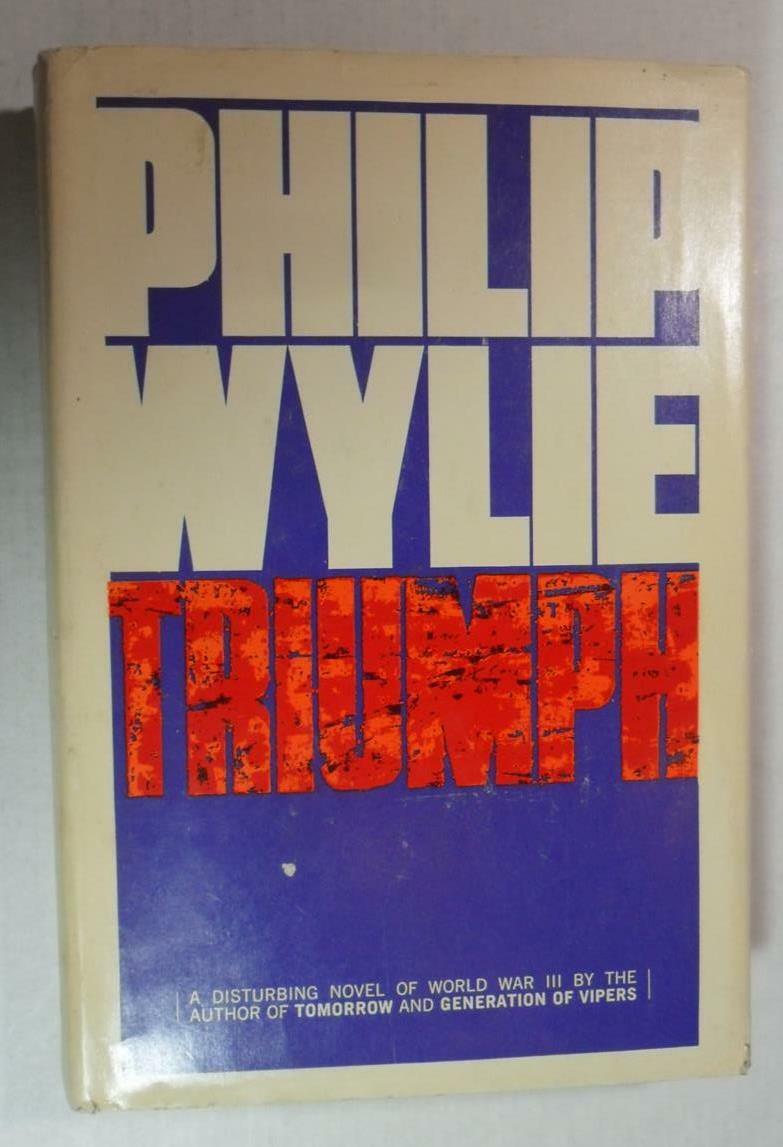 PHILIP
WYLIE
TRIUMPH
A DISTURBING NOVEL OF WORLD WAR III BY THE
AUTHOR OF TOMORROW AND GENERATION OF VIPERS